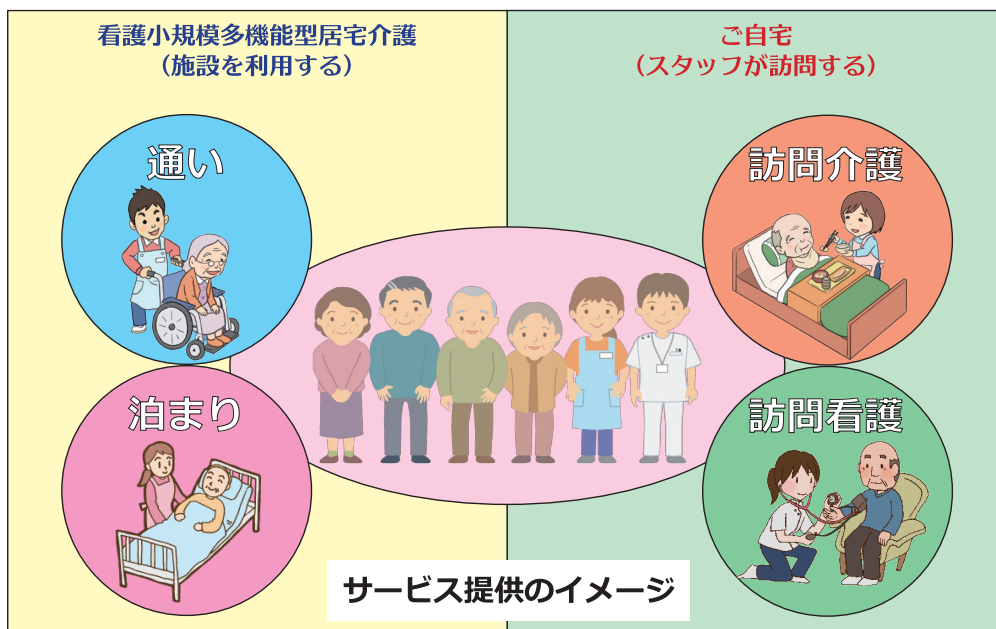 看護小規模多機能型居宅介護
（施設を利用する）
ご自宅
（スタッフが訪問する）
通い
訪問介護
泊まり
訪問看護
サービス提供のイメージ